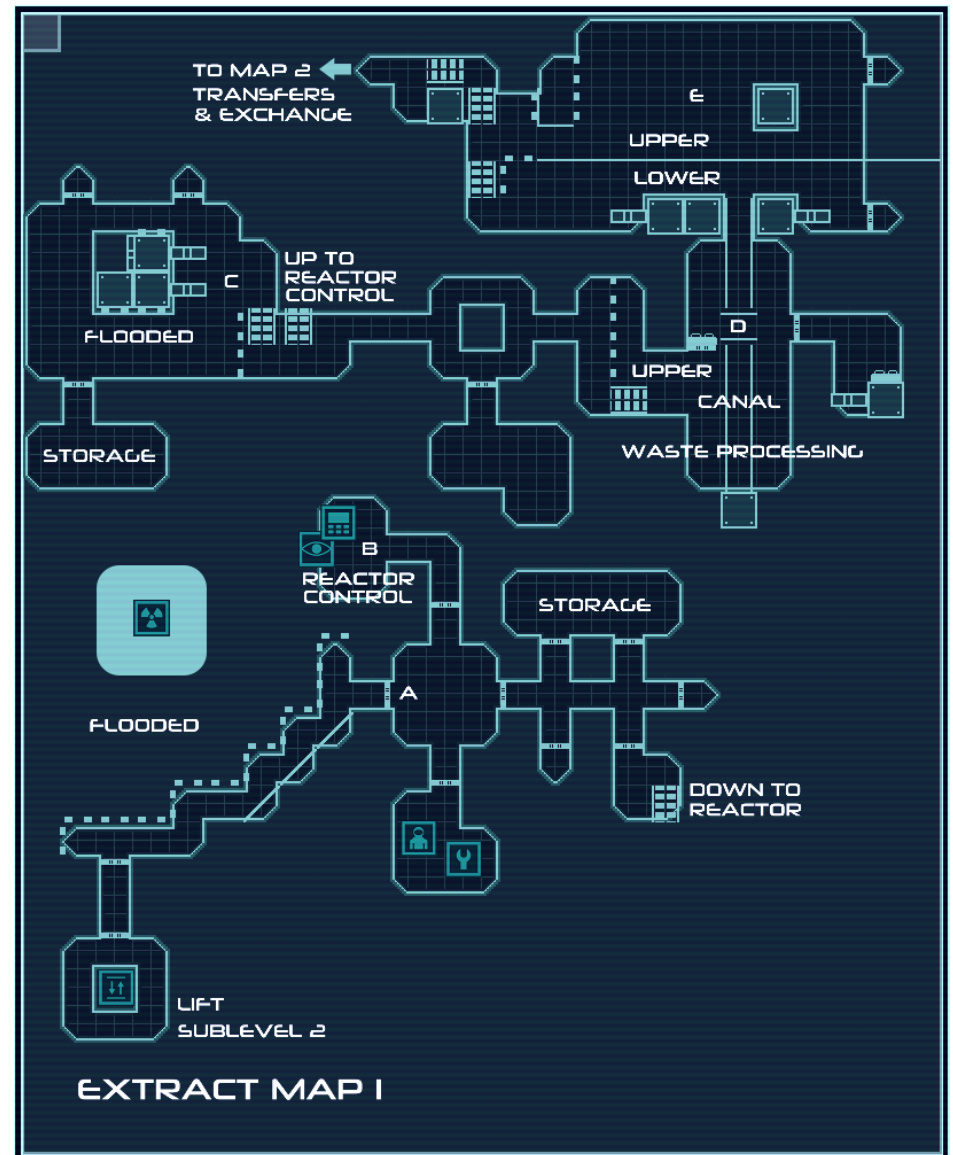 TO MAP 2
TRANSFERS
& EXCHANGE
E
UPPER
LOWER
UP TO
REACTOR
CONTROL
C
FLOODED
D
UPPER
CANAL
WASTE PROCESSING
STORAGE
B
REACTOR
CONTROL
STORAGE
A
FLOODED
DOWN TO
REACTOR
LIFT
SUBLEVEL 2
EXTRACT MAP 1